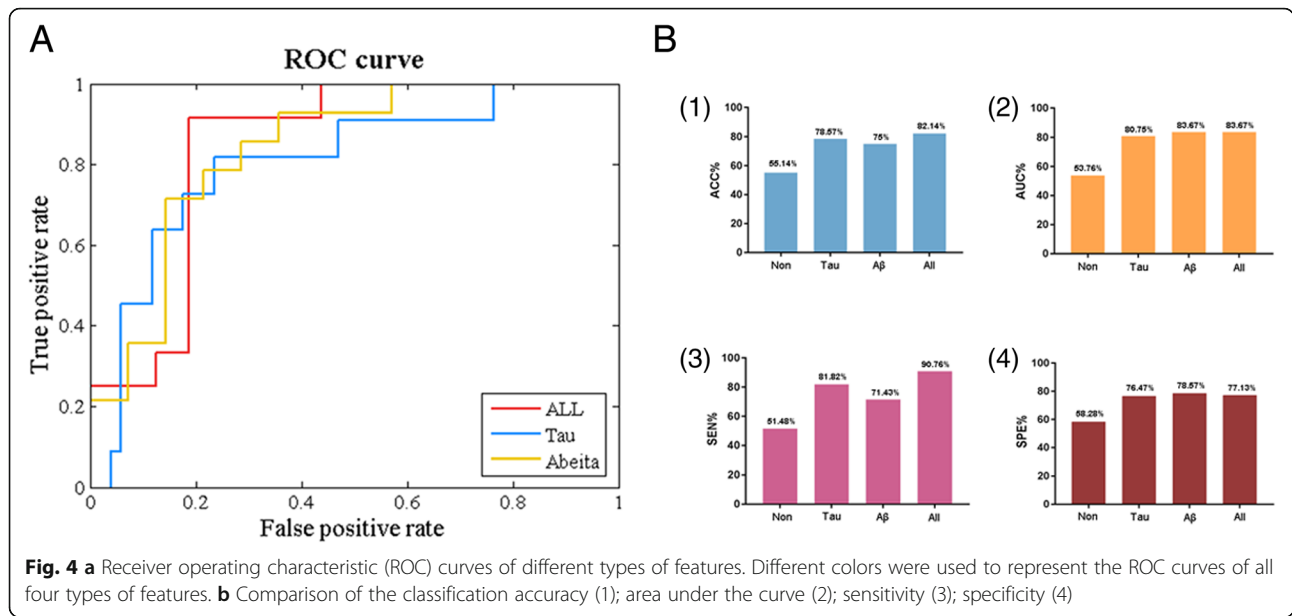 A
ROC curve
True positive rate
1
0.8
0.6
0.4
0.2
0
0 0.2 0.4 0.6 0.8 1
False positive rate
ALL
Tau
Abeita
B
(1)
ACC%
100
80
60
40
20
0
55.14% 78.57% 75% 82.14%
Non Tau Aβ All
(2)
AUC%
100
80
60
40
20
0
53.76% 80.75% 83.67% 83.67%
Non Tau Aβ All
(3)
SEN%
100
80
60
40
20
0
51.48% 81.82% 71.43% 90.76%
Non Tau Aβ All
(4)
SPE%
100
80
60
40
20
0
58.28% 76.47% 78.57% 77.13%
Non Tau Aβ All
Fig. 4 a Receiver operating characteristic (ROC) curves of different types of features. Different colors were used to represent the ROC curves of all
four types of features. b Comparison of the classification accuracy (1); area under the curve (2); sensitivity (3); specificity (4)